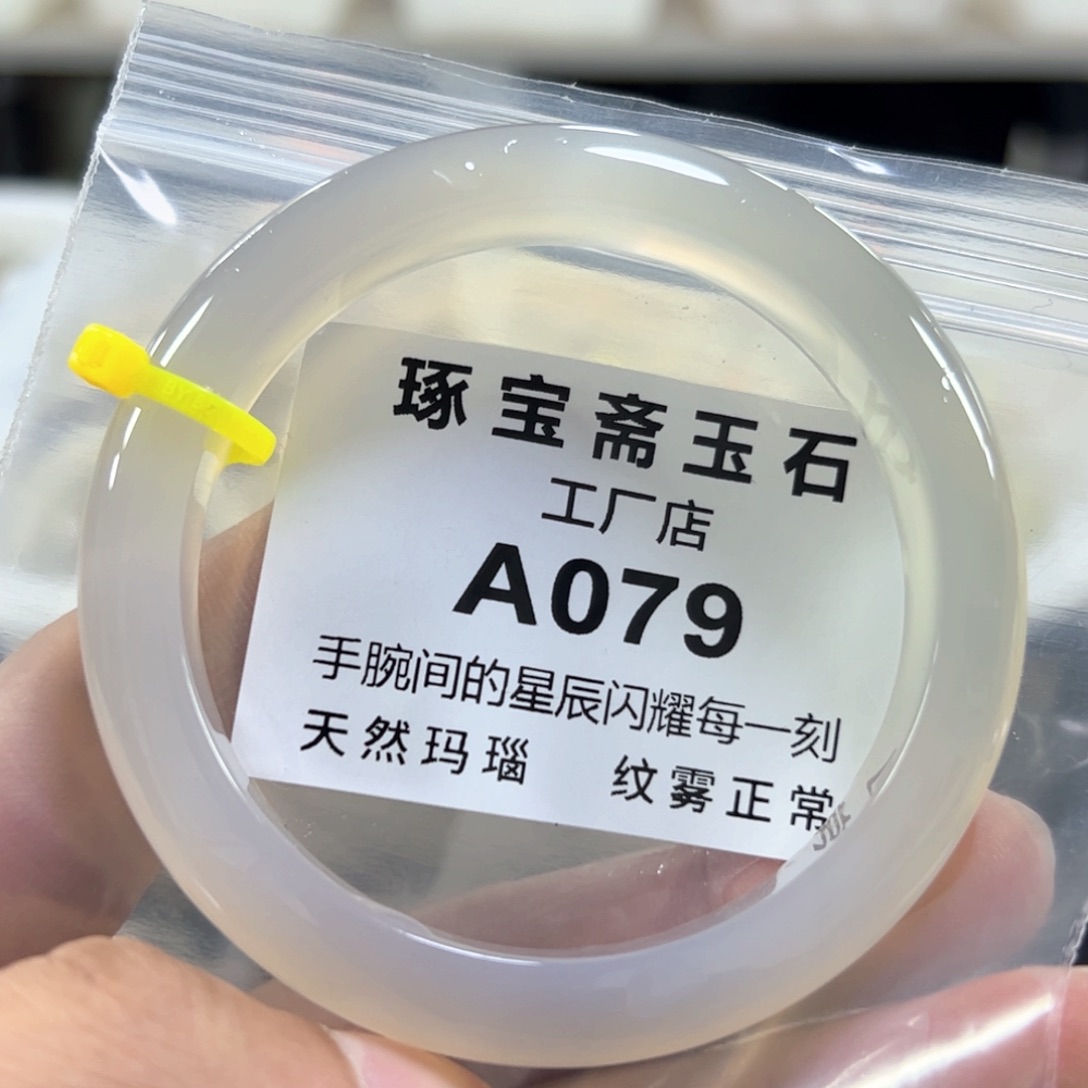 琢宝斋玉石
工厂店
A079
手腕间的星辰闪耀每一刻
天然玛瑙 纹雾正常